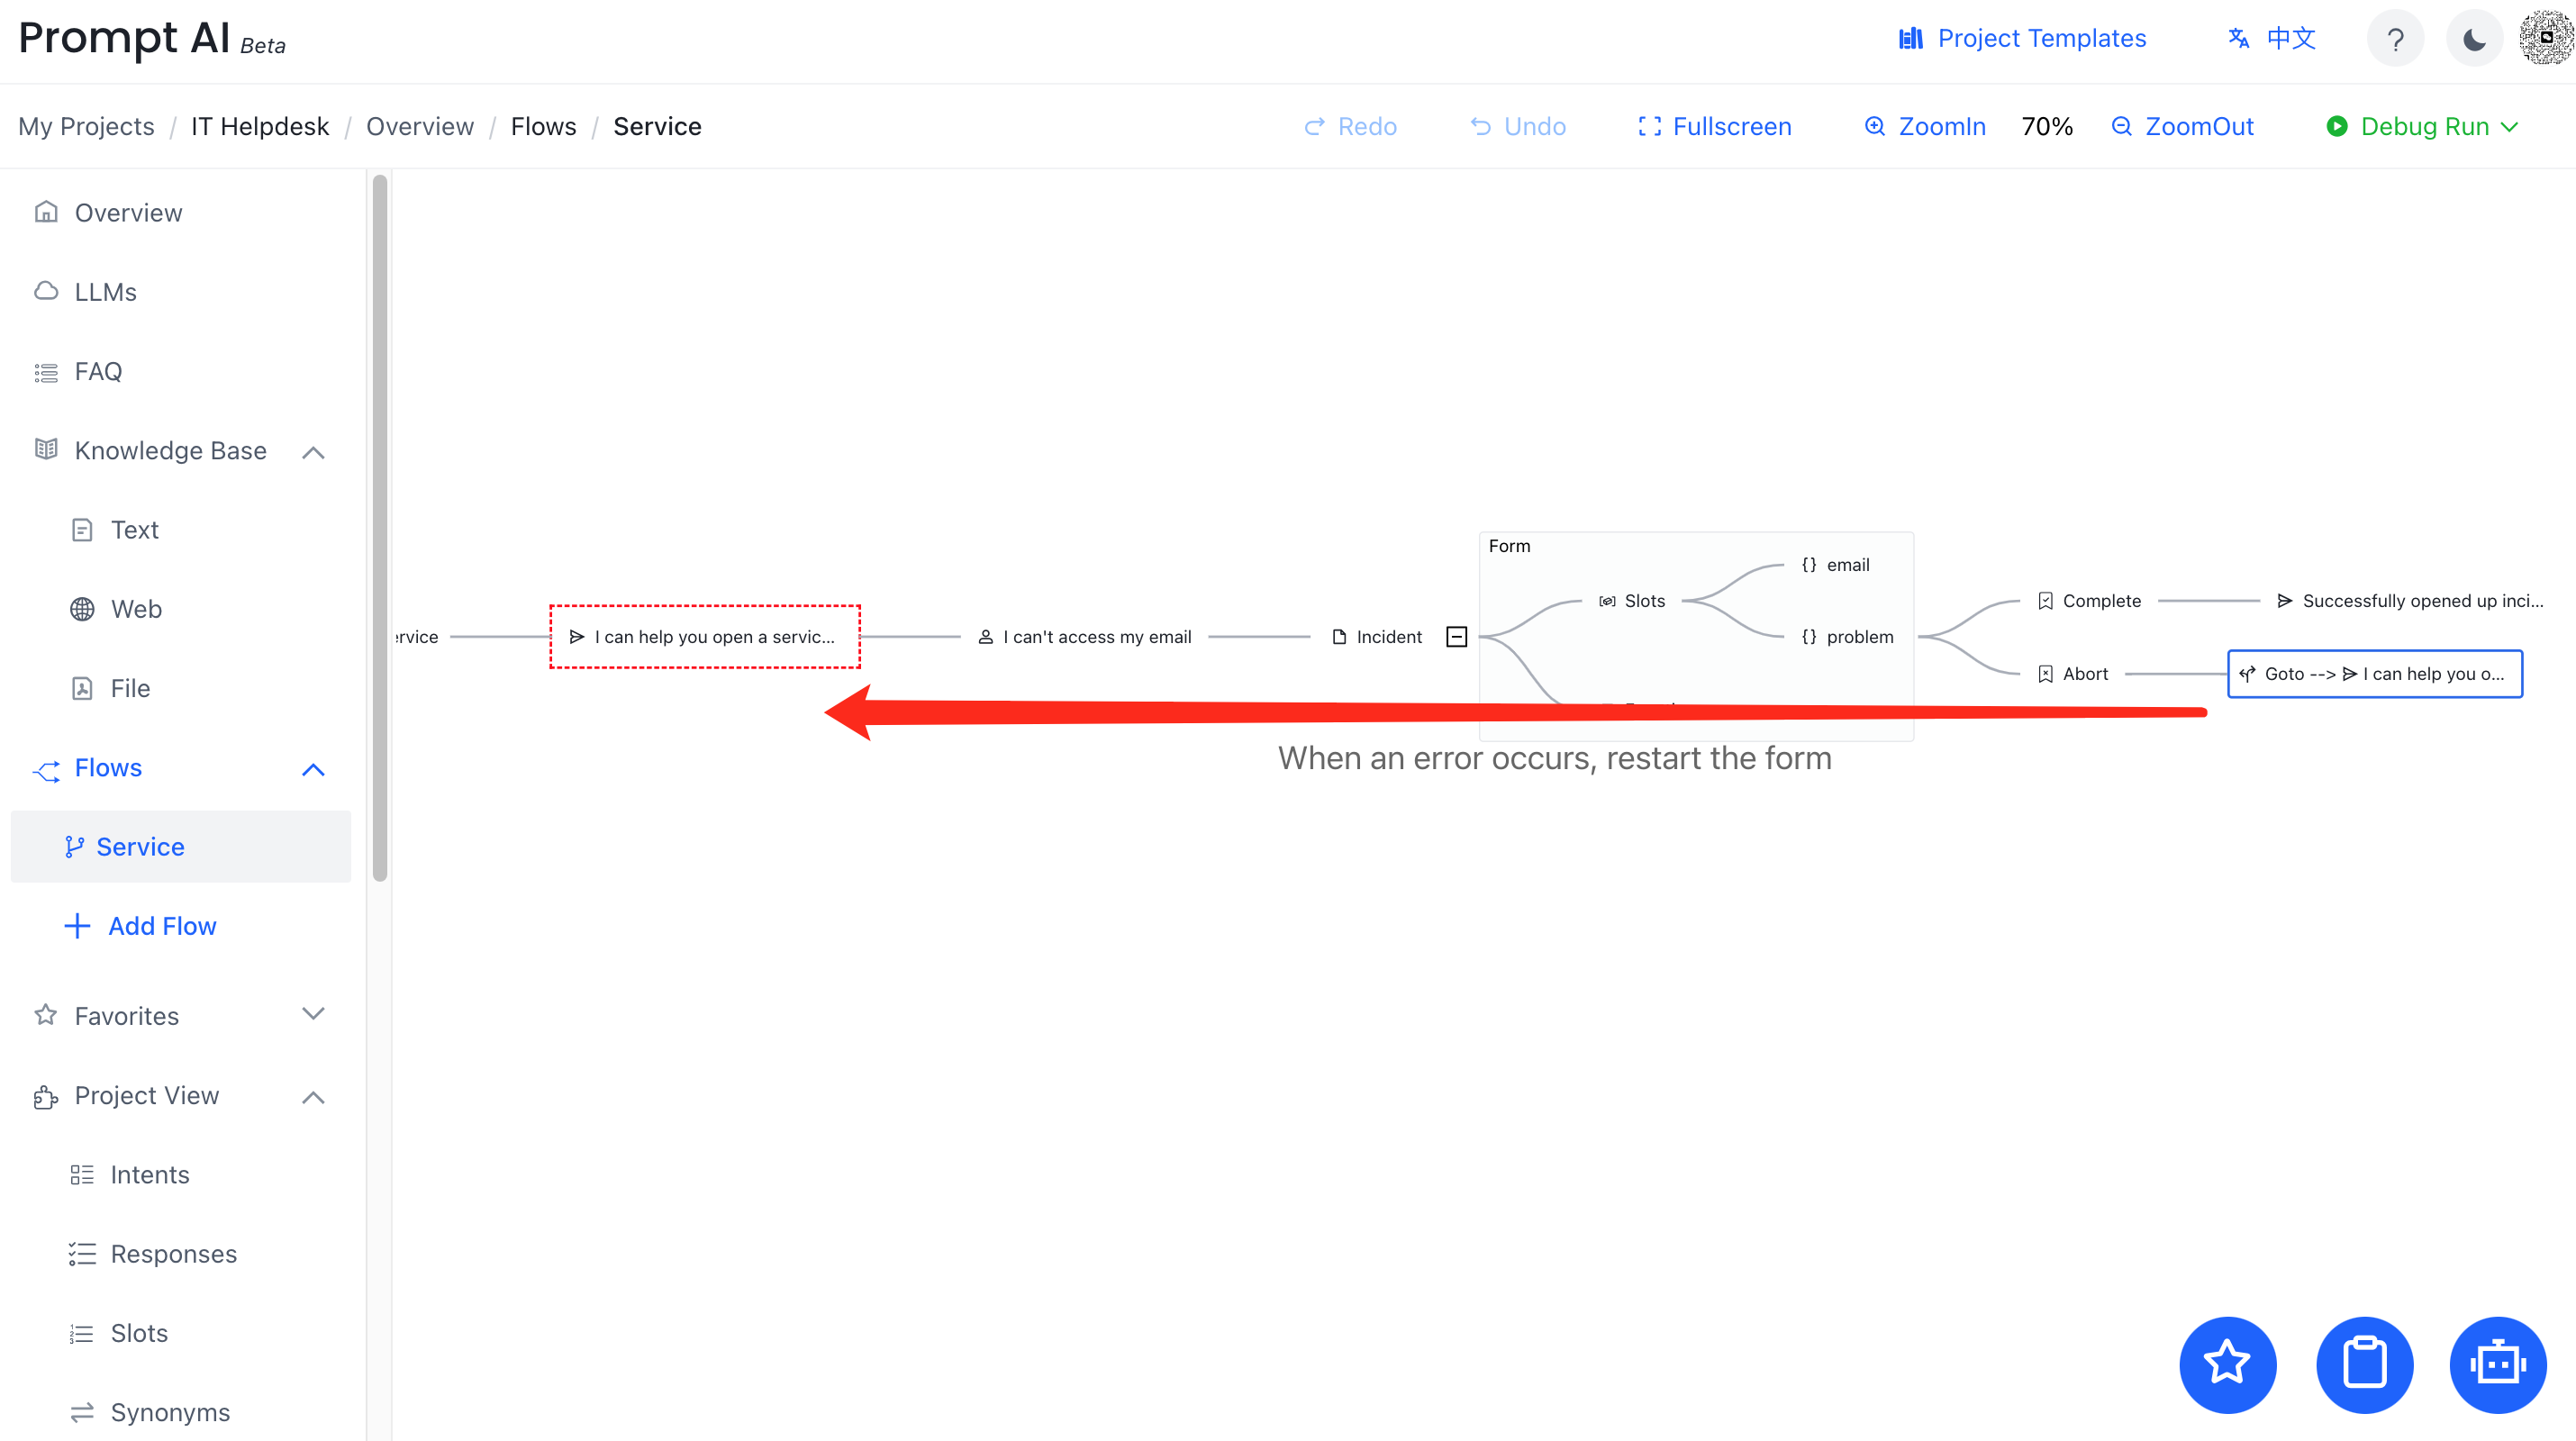 Prompt AI Beta
Project Templates
中文
?
My Projects / IT Helpdesk / Overview / Flows / Service
Redo
Undo
Fullscreen
ZoomIn
70%
ZoomOut
Debug Run
Overview
LLMs
FAQ
Knowledge Base
Text
Web
File
Flows
Service
Add Flow
Favorites
Project View
Intents
Responses
Slots
Synonyms
ervice
I can help you open a servic...
I can't access my email
Incident
Form
Slots
{} email
{} problem
Complete
Successfully opened up inci...
Abort
Goto --> I can help you o...
When an error occurs, restart the form